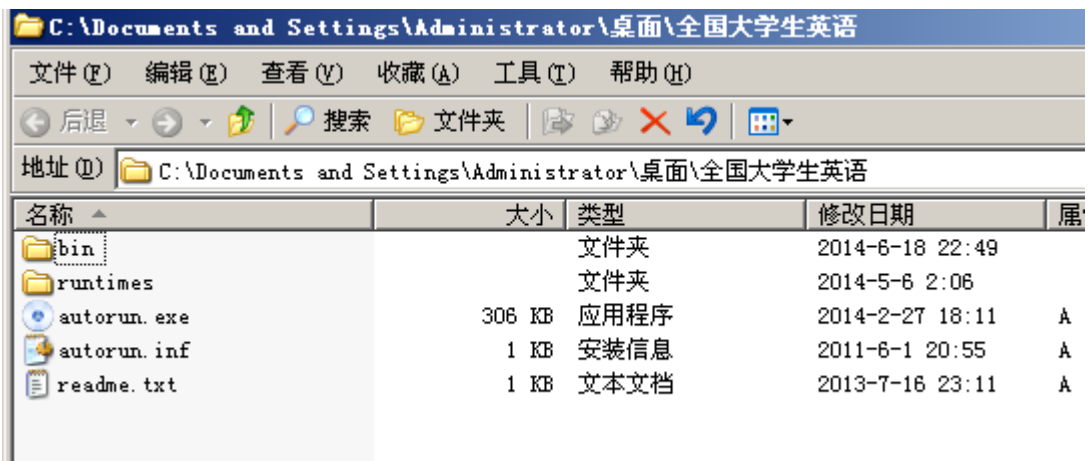 C:\Documents and Settings\Administrator\桌面\全国大学生英语
文件(F) 编辑(E) 查看(V) 收藏(A) 工具(T) 帮助(H)
后退 搜索 文件夹
地址(D) C:\Documents and Settings\Administrator\桌面\全国大学生英语
名称 大小 类型 修改日期
bin 文件夹 2014-6-18 22:49
runtimes 文件夹 2014-5-6 2:06
autorun.exe 306 KB 应用程序 2014-2-27 18:11 A
autorun.inf 1 KB 安装信息 2011-6-1 20:55 A
readme.txt 1 KB 文本文档 2013-7-16 23:11 A